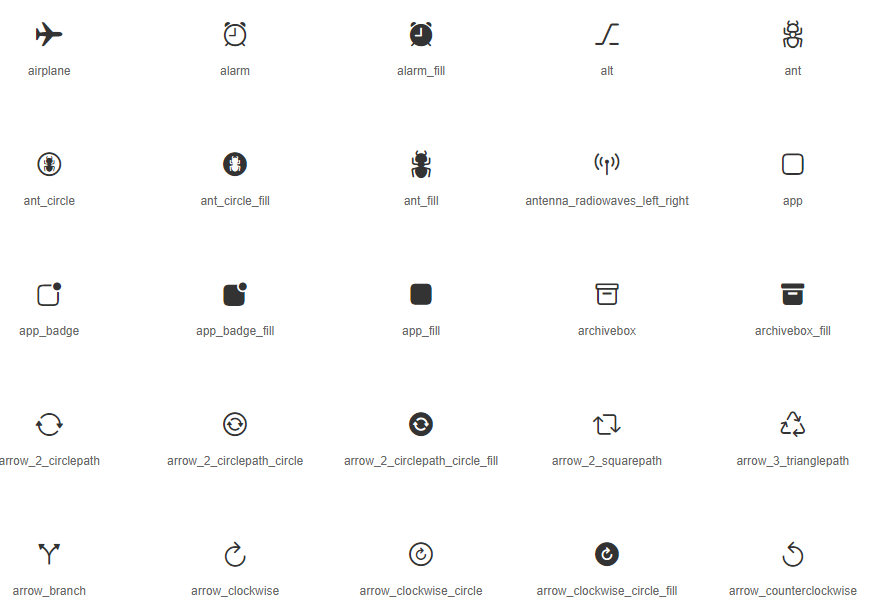 airplane
alarm
alarm_fill
alt
ant
ant_circle
ant_circle_fill
ant_fill
antenna_radiowaves_left_right
app
app_badge
app_badge_fill
app_fill
archivebox
archivebox_fill
arrow_2_circlepath
arrow_2_circlepath_circle
arrow_2_circlepath_circle_fill
arrow_2_squarepath
arrow_3_trianglepath
arrow_branch
arrow_clockwise
arrow_clockwise_circle
arrow_clockwise_circle_fill
arrow_counterclockwise